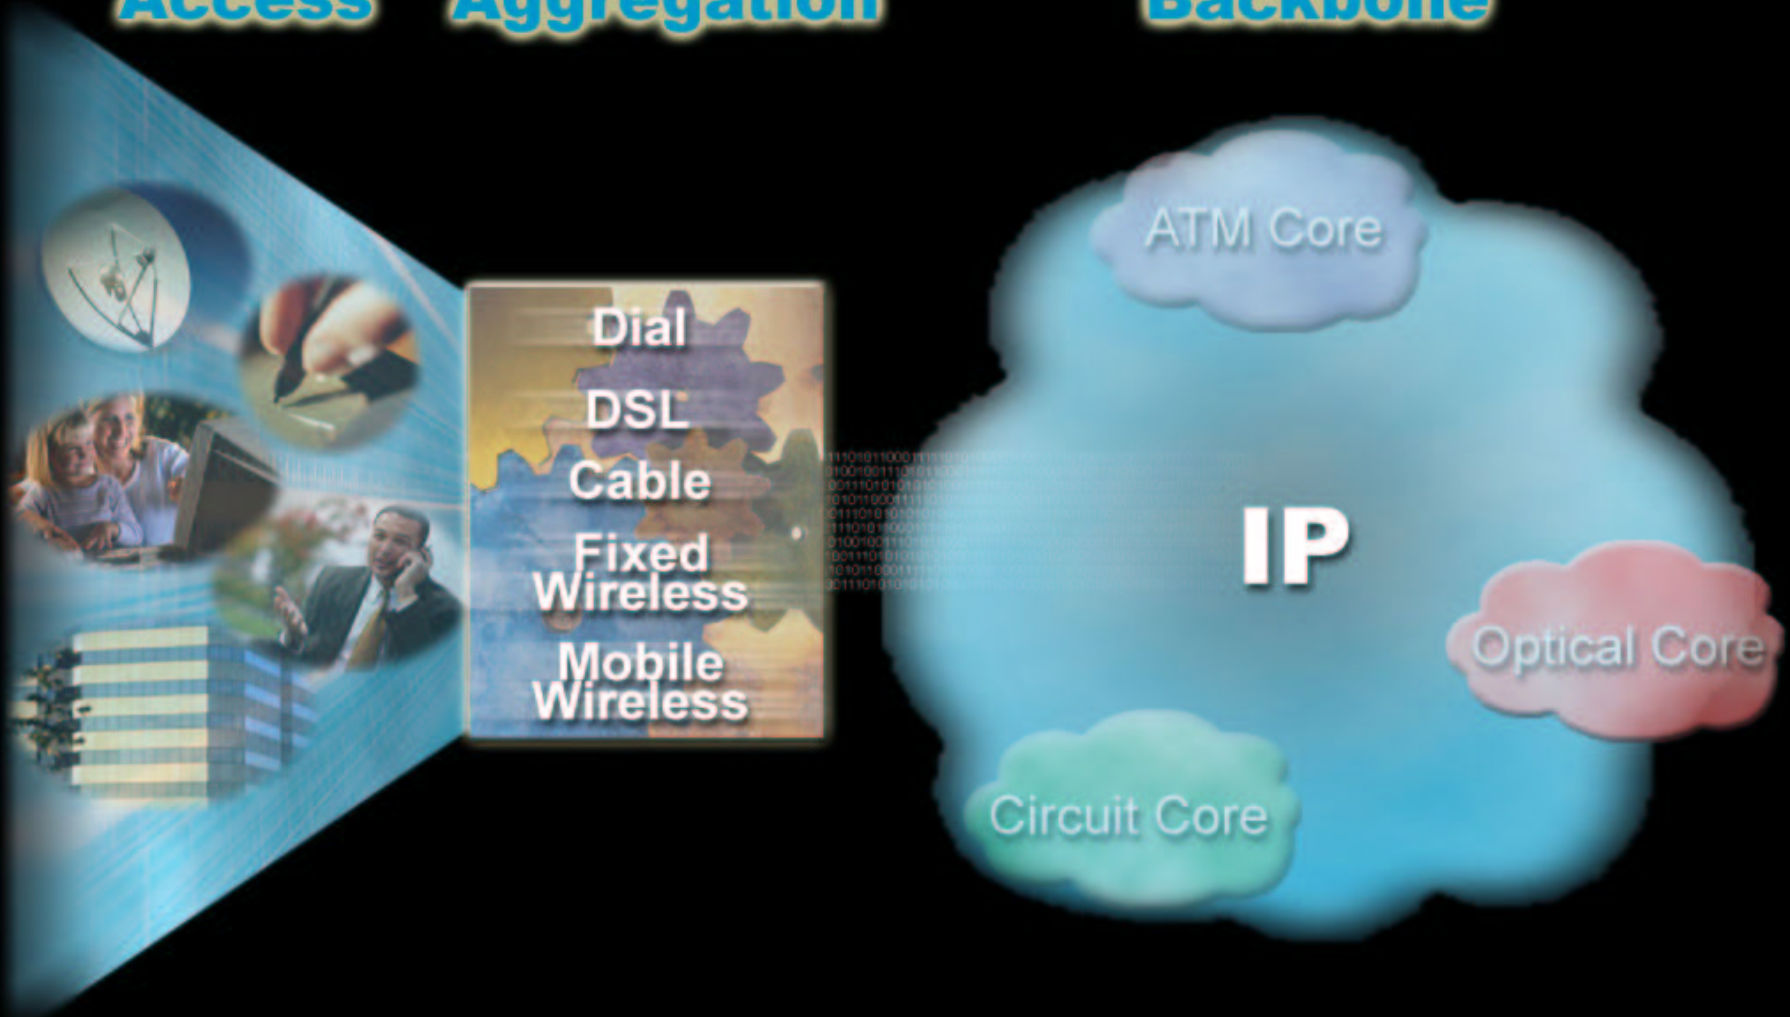 Access Aggregation Backbone
ATM Core
Dial
DSL
Cable
Fixed
Wireless
Mobile
Wireless
IP
Optical Core
Circuit Core